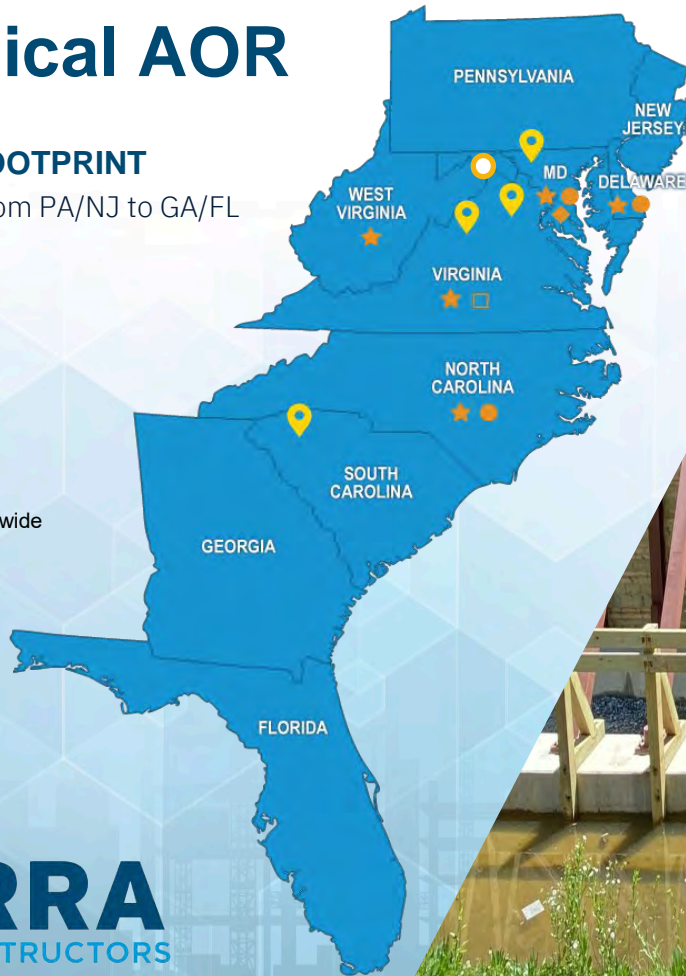 ical AOR
OOTPRINT
om PA/NJ to GA/FL
PENNSYLVANIA
NEW
JERSEY
MD
DELAWARE
WEST
VIRGINIA
VIRGINIA
NORTH
CAROLINA
SOUTH
CAROLINA
wide
GEORGIA
FLORIDA
RRA
TRUCTORS